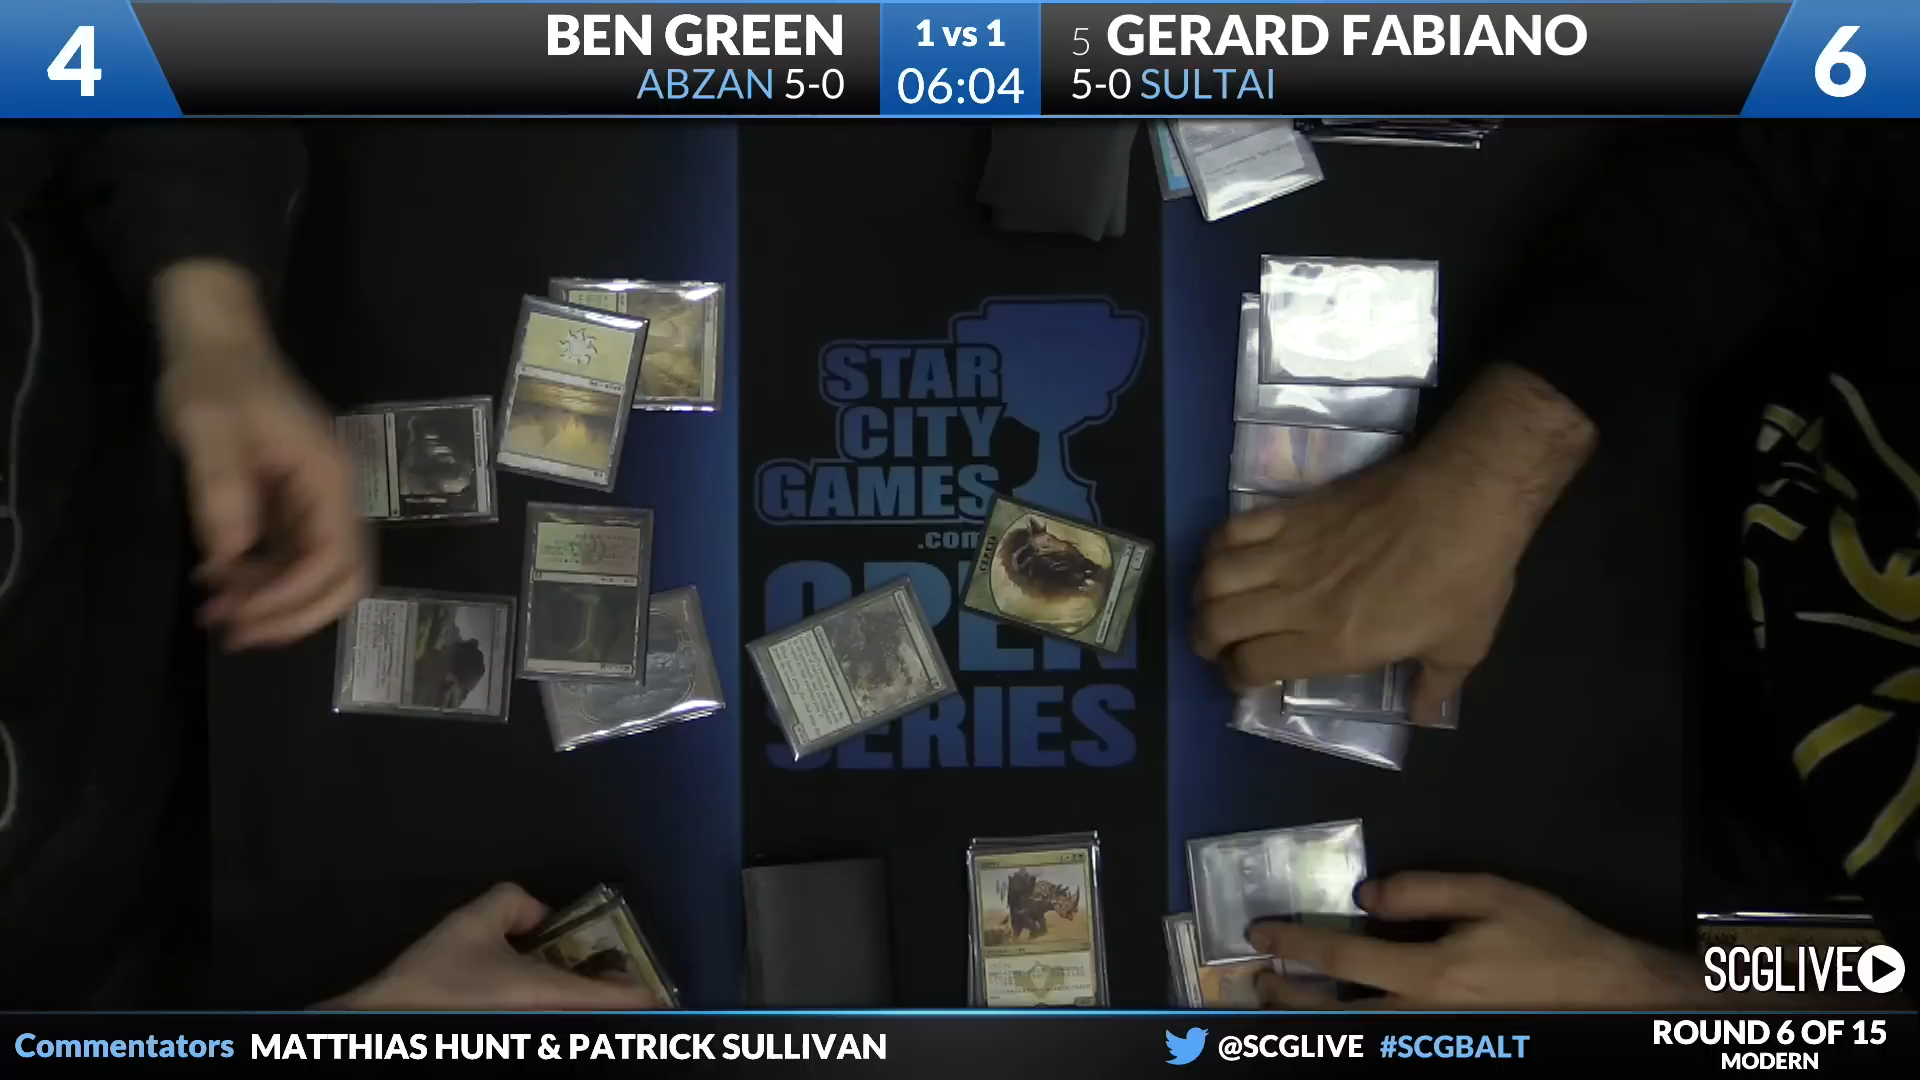 4
BEN GREEN
ABZAN 5-0
1 vs 1
06:04
5 GERARD FABIANO
5-0 SULTAI
6
STAR
CITY
GAMES
.com
OPEN
SERIES
SCGLIVE
Commentators MATTHIAS HUNT & PATRICK SULLIVAN
@SCGLIVE #SCGBALT
ROUND 6 OF 15
MODERN